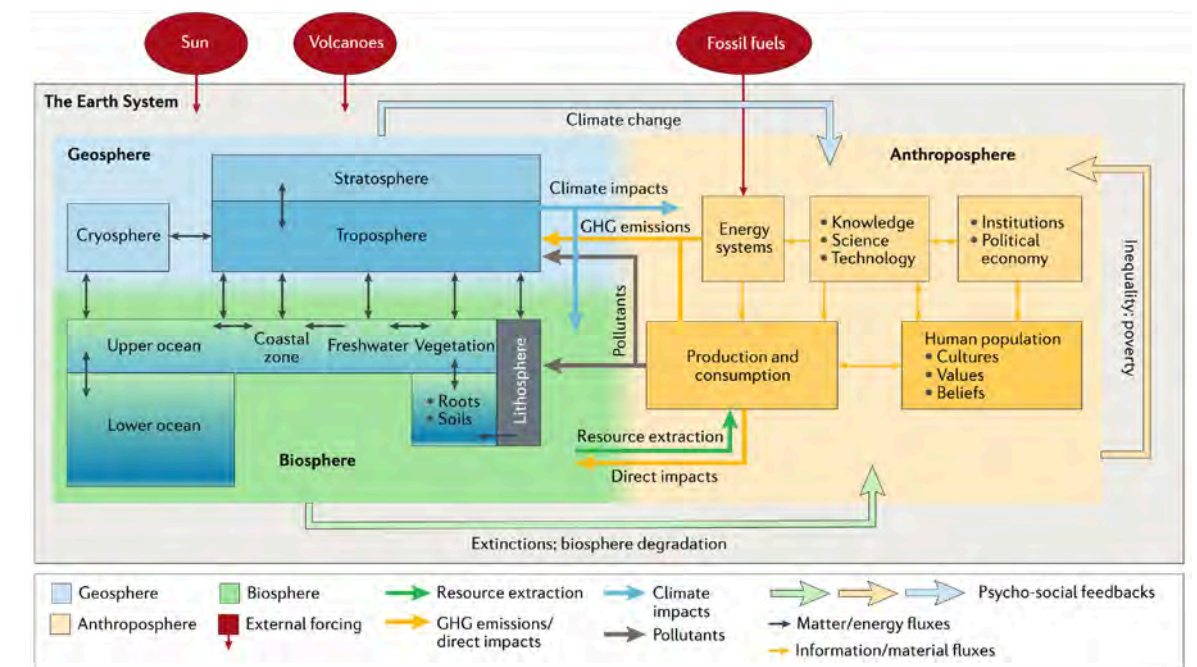 Sun
Volcanoes
Fossil fuels
The Earth System
Climate change
Geosphere
Anthroposphere
Stratosphere
Troposphere
Cryosphere
Climate impacts
GHG emissions
Pollutants
Energy
systems
• Knowledge
• Science
• Technology
• Institutions
• Political
economy
Inequality; poverty
Upper ocean
Coastal
zone
Freshwater
Vegetation
Lithosphere
• Roots
• Soils
Lower ocean
Biosphere
Production and
consumption
Human population
• Cultures
• Values
• Beliefs
Resource extraction
Direct impacts
Extinctions; biosphere degradation
Geosphere
Biosphere
Resource extraction
Climate
impacts
Psycho-social feedbacks
Anthroposphere
External forcing
GHG emissions/
direct impacts
Pollutants
Matter/energy fluxes
Information/material fluxes